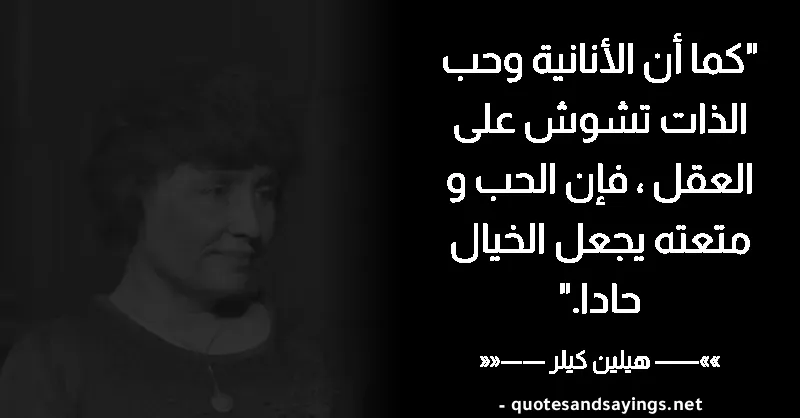 "كما أن الأنانية وحب
الذات تشوش على
العقل ، فإن الحب و
متعته يجعل الخيال
حادا."
»»—— هيلين كيلر ——««
- quotesandsayings.net